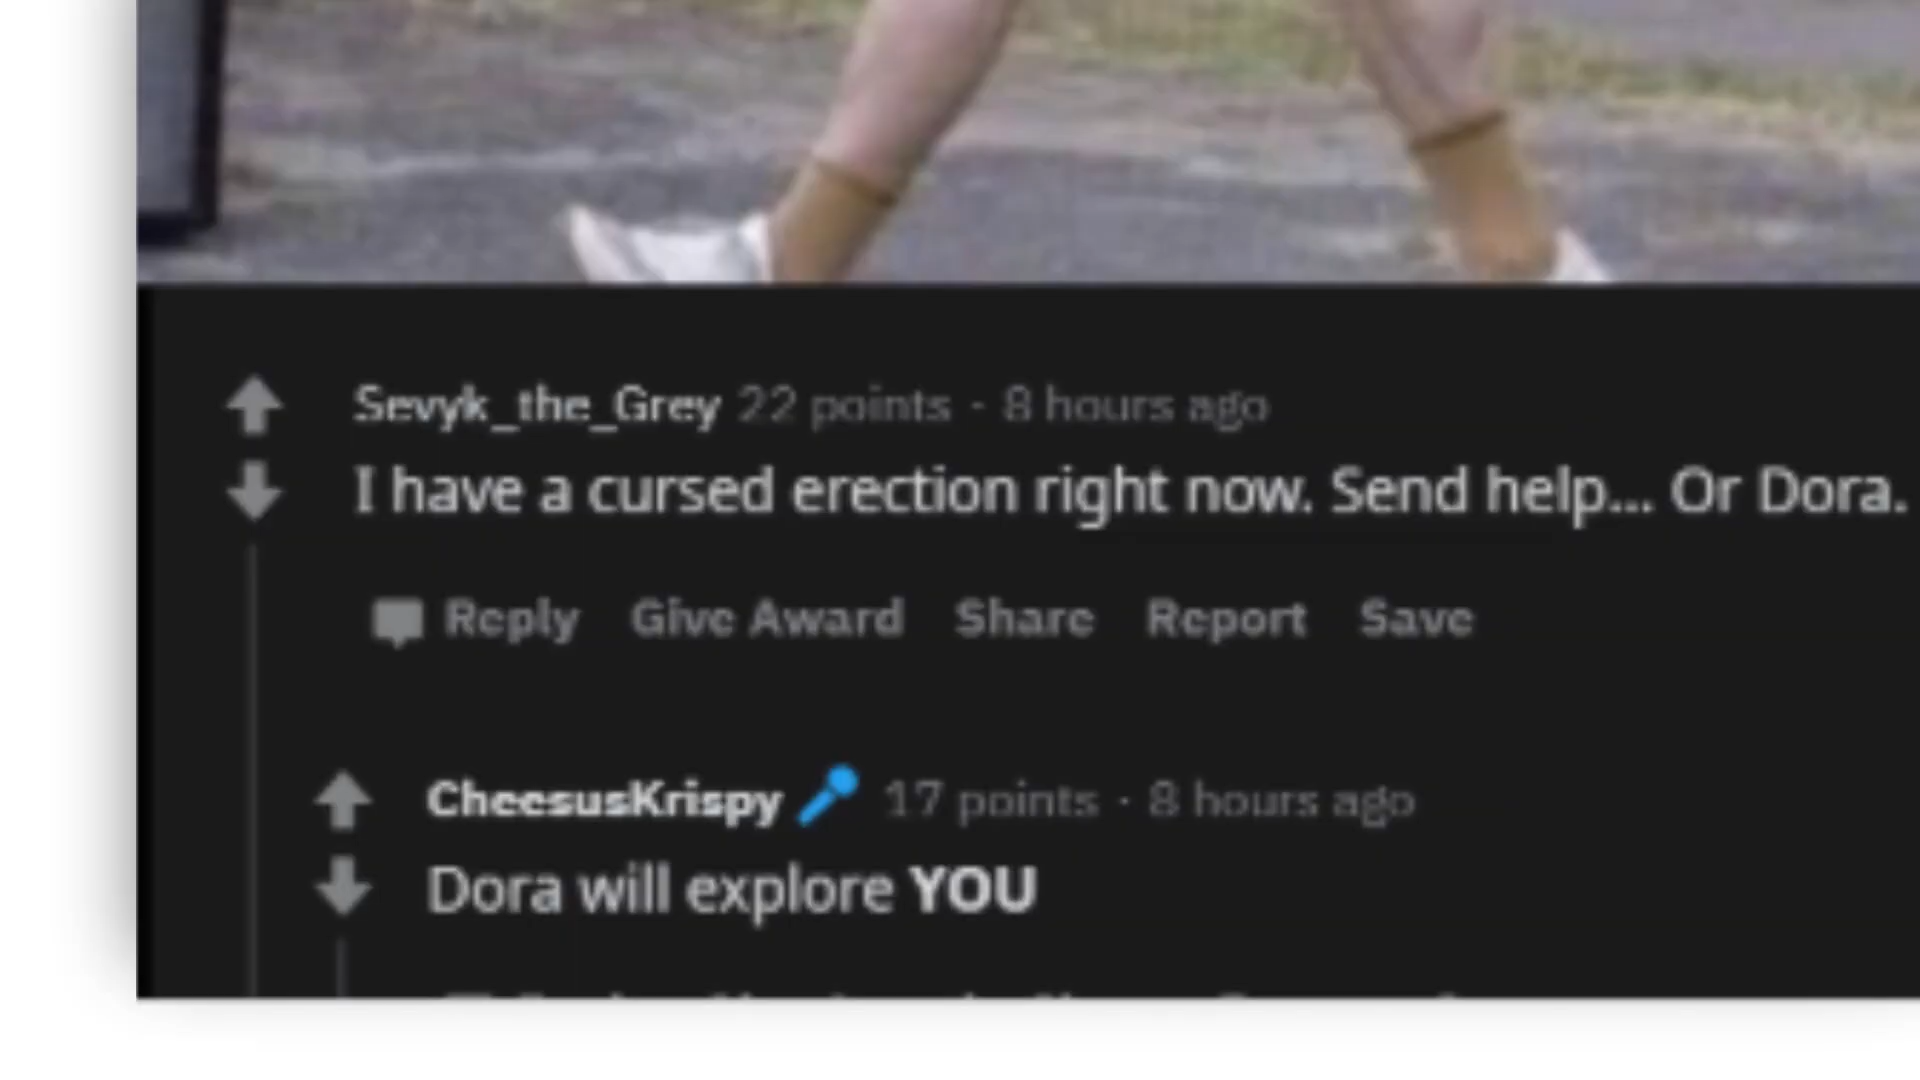 Sevyk_the_Grey 22 points · 8 hours ago
I have a cursed erection right now. Send help... Or Dora.
Reply Give Award Share Report Save
CheesusKrispy 17 points · 8 hours ago
Dora will explore YOU